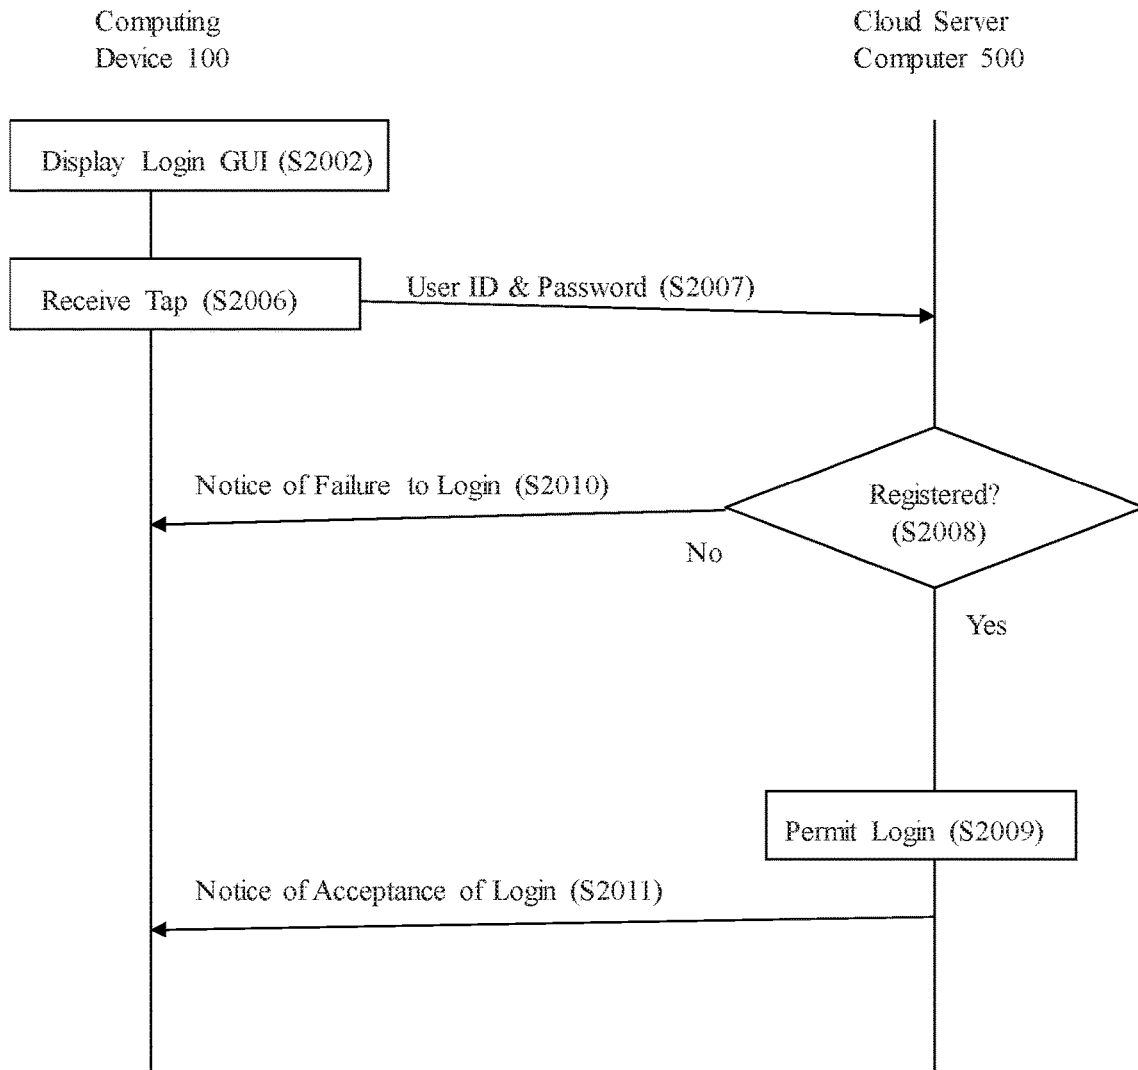 Computing
Device 100
Cloud Server
Computer 500
Display Login GUI (S2002)
Receive Tap (S2006)
User ID & Password (S2007)
Notice of Failure to Login (S2010)
Registered?
(S2008)
No
Yes
Permit Login (S2009)
Notice of Acceptance of Login (S2011)